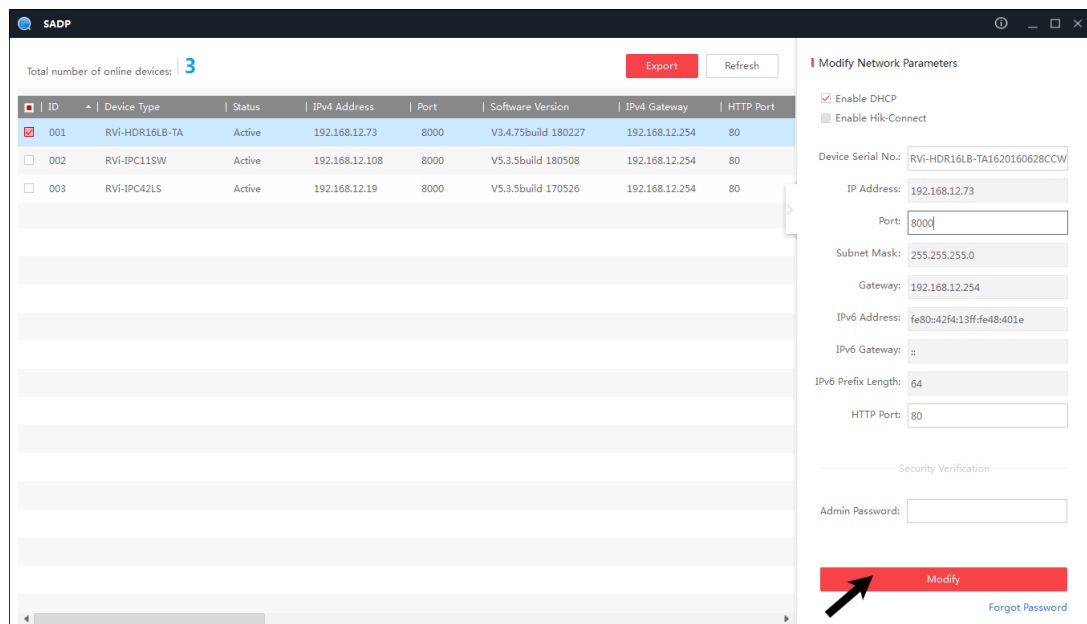 SADP
Total number of online devices: 3
Export
Refresh
ID | Device Type | Status | IPv4 Address | Port | Software Version | IPv4 Gateway | HTTP Port
001 RVi-HDR16LB-TA Active 192.168.12.73 8000 V3.4.75build 180227 192.168.12.254 80
002 RVi-IPC11SW Active 192.168.12.108 8000 V5.3.5build 180508 192.168.12.254 80
003 RVi-IPC42LS Active 192.168.12.19 8000 V5.3.5build 170526 192.168.12.254 80
Modify Network Parameters
Enable DHCP
Enable Hik-Connect
Device Serial No.: RVi-HDR16LB-TA1620160628CCW
IP Address: 192.168.12.73
Port: 8000
Subnet Mask: 255.255.255.0
Gateway: 192.168.12.254
IPv6 Address: fe80::42f4:13ff:fe48:401e
IPv6 Gateway: ::
IPv6 Prefix Length: 64
HTTP Port: 80
Security Verification
Admin Password:
Modify
Forgot Password